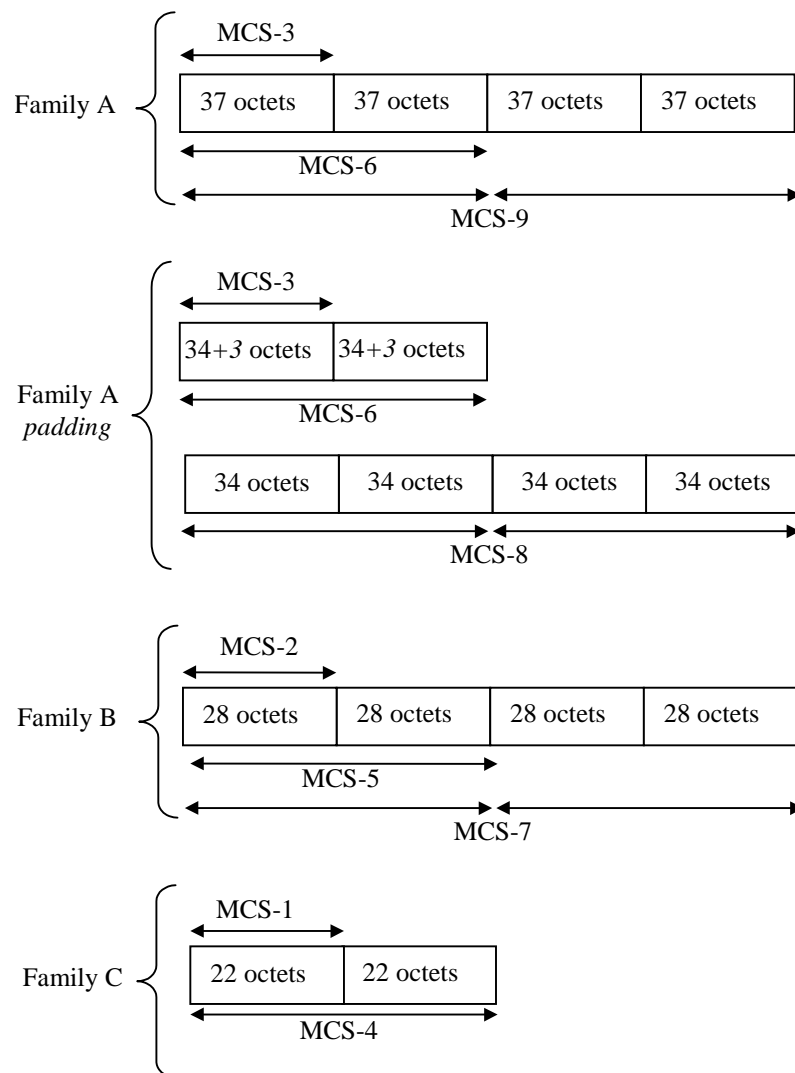 MCS-3
Family A
37 octets 37 octets 37 octets 37 octets
MCS-6
MCS-9
MCS-3
34+3 octets 34+3 octets
Family A
padding
MCS-6
34 octets 34 octets 34 octets 34 octets
MCS-8
MCS-2
Family B
28 octets 28 octets 28 octets 28 octets
MCS-5
MCS-7
MCS-1
Family C
22 octets 22 octets
MCS-4